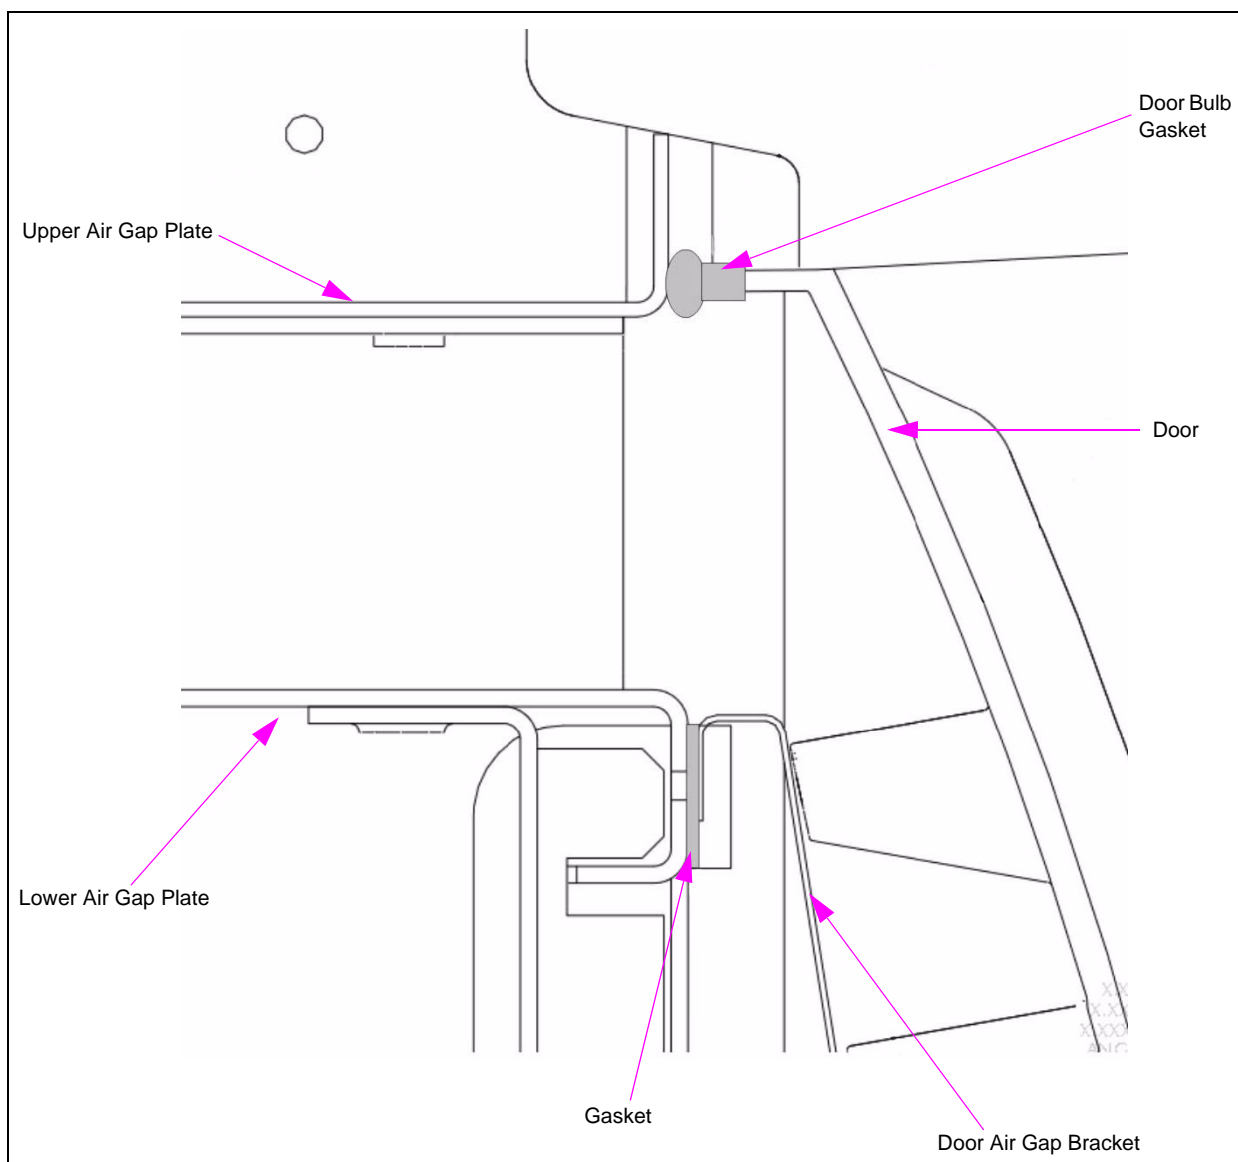 Door Bulb
Gasket
Upper Air Gap Plate
Door
Lower Air Gap Plate
Gasket
Door Air Gap Bracket